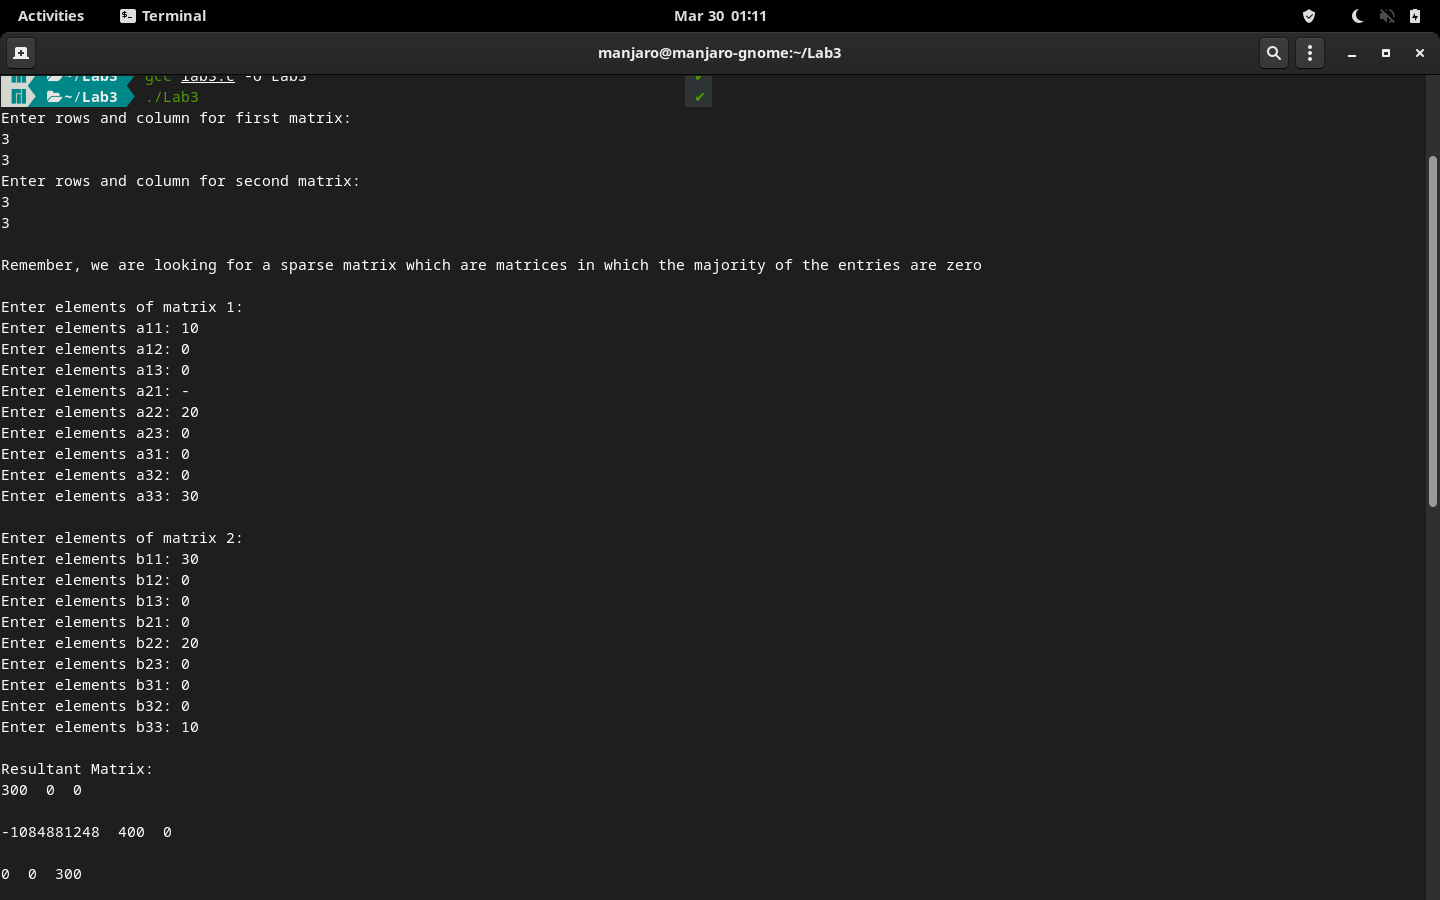 Activities Terminal Mar 30 01:11
manjaro@manjaro-gnome:~/Lab3
~/Lab3 gcc lab3.c -o Lab3 ✔
~/Lab3 ./Lab3 ✔
Enter rows and column for first matrix:
3
3
Enter rows and column for second matrix:
3
3
Remember, we are looking for a sparse matrix which are matrices in which the majority of the entries are zero
Enter elements of matrix 1:
Enter elements a11: 10
Enter elements a12: 0
Enter elements a13: 0
Enter elements a21: -
Enter elements a22: 20
Enter elements a23: 0
Enter elements a31: 0
Enter elements a32: 0
Enter elements a33: 30
Enter elements of matrix 2:
Enter elements b11: 30
Enter elements b12: 0
Enter elements b13: 0
Enter elements b21: 0
Enter elements b22: 20
Enter elements b23: 0
Enter elements b31: 0
Enter elements b32: 0
Enter elements b33: 10
Resultant Matrix:
300  0  0
-1084881248  400  0
0  0  300